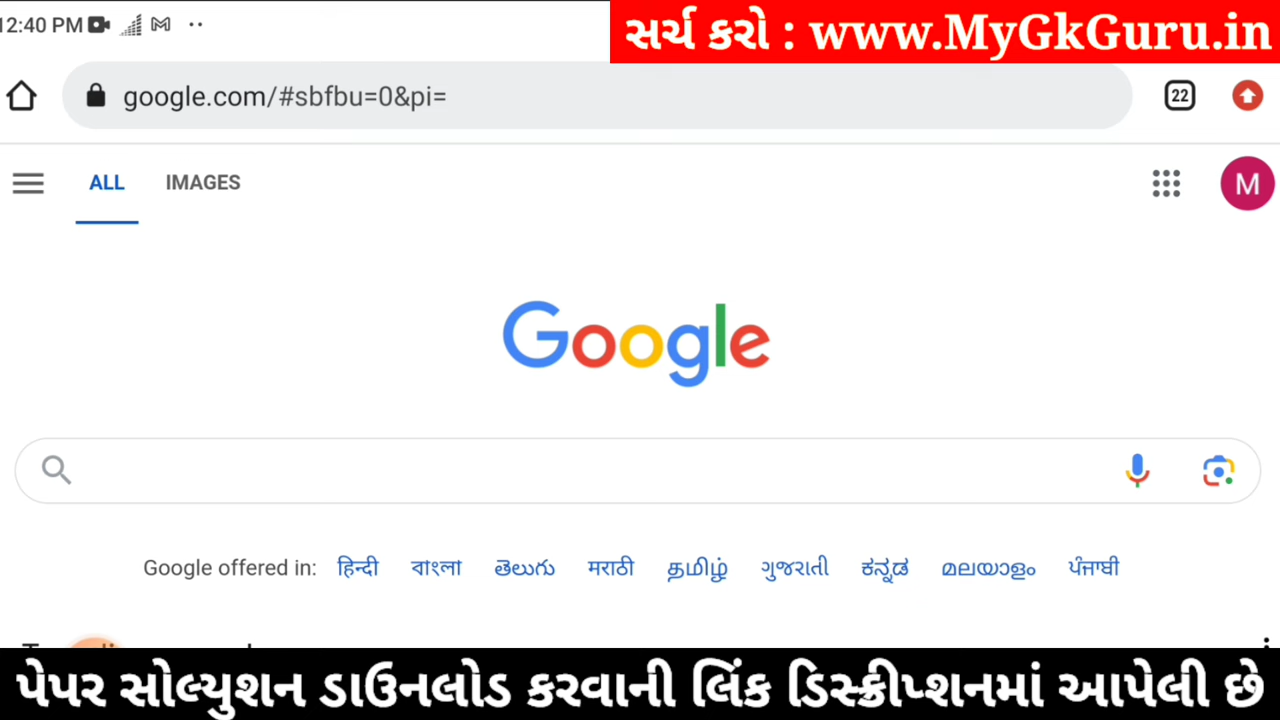 12:40 PM
સર્ચ કરો : www.MyGkGuru.in
google.com/#sbfbu=0&pi=
22
ALL IMAGES
M
Google
Google offered in: हिन्दी বাংলা తెలుగు मराठी தமிழ் ગુજરાતી ಕನ್ನಡ മലയാളം ਪੰਜਾਬੀ
પેપર સોલ્યુશન ડાઉનલોડ કરવાની લિંક ડિસ્ક્રીપ્શનમાં આપેલી છે